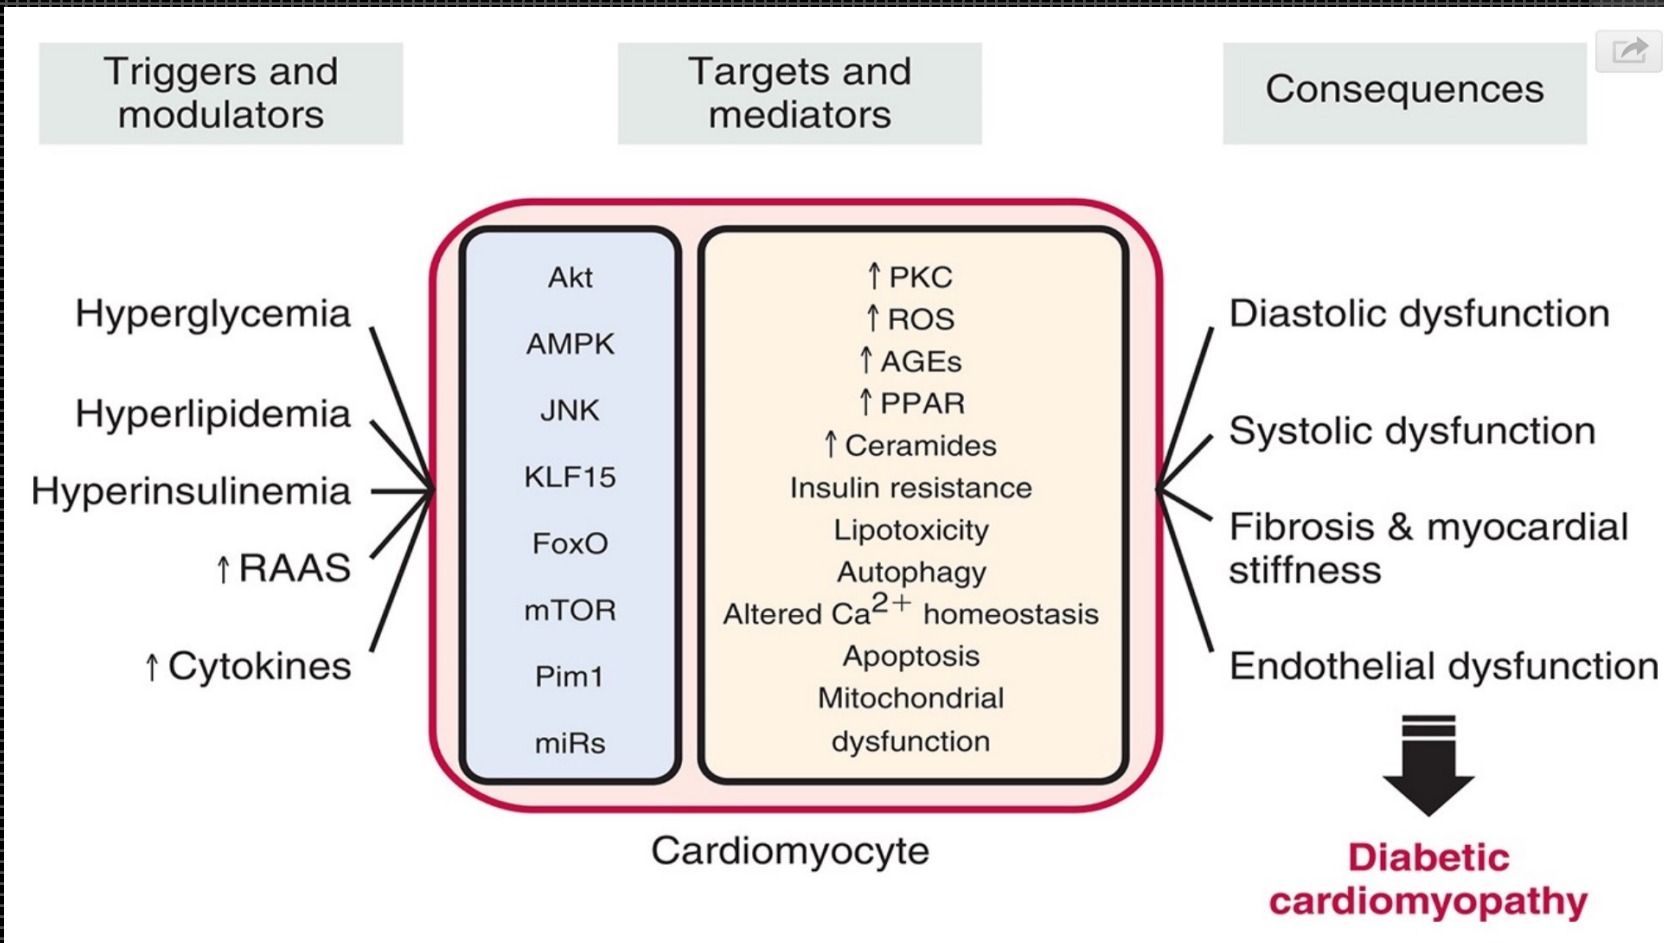 Triggers and
modulators
Targets and
mediators
Consequences
Hyperglycemia
Hyperlipidemia
Hyperinsulinemia
↑ RAAS
↑ Cytokines
Akt
AMPK
JNK
KLF15
FoxO
mTOR
Pim1
miRs
↑ PKC
↑ ROS
↑ AGEs
↑ PPAR
↑ Ceramides
Insulin resistance
Lipotoxicity
Autophagy
Altered Ca²⁺ homeostasis
Apoptosis
Mitochondrial
dysfunction
Cardiomyocyte
Diastolic dysfunction
Systolic dysfunction
Fibrosis & myocardial
stiffness
Endothelial dysfunction
Diabetic
cardiomyopathy